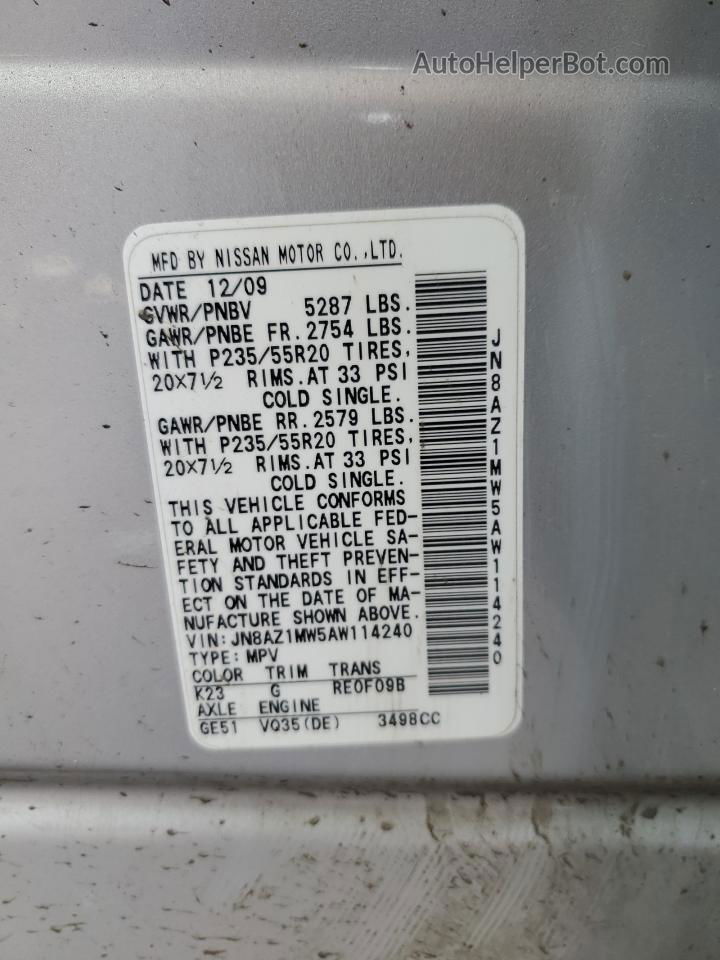 AutoHelperBot.com
MFD BY NISSAN MOTOR CO.,LTD.
DATE 12/09
GVWR/PNBV 5287 LBS.
GAWR/PNBE FR.2754 LBS.
WITH P235/55R20 TIRES,
20X7½ RIMS.AT 33 PSI
COLD SINGLE.
GAWR/PNBE RR.2579 LBS.
WITH P235/55R20 TIRES,
20X7½ RIMS.AT 33 PSI
COLD SINGLE.
THIS VEHICLE CONFORMS
TO ALL APPLICABLE FED-
ERAL MOTOR VEHICLE SA-
FETY AND THEFT PREVEN-
TION STANDARDS IN EFF-
ECT ON THE DATE OF MA-
NUFACTURE SHOWN ABOVE.
VIN:JN8AZ1MW5AW114240
TYPE:MPV
COLOR TRIM TRANS
K23 G RE0F09B
AXLE ENGINE
GE51 VQ35(DE) 3498CC
JN8AZ1MW5AW114240